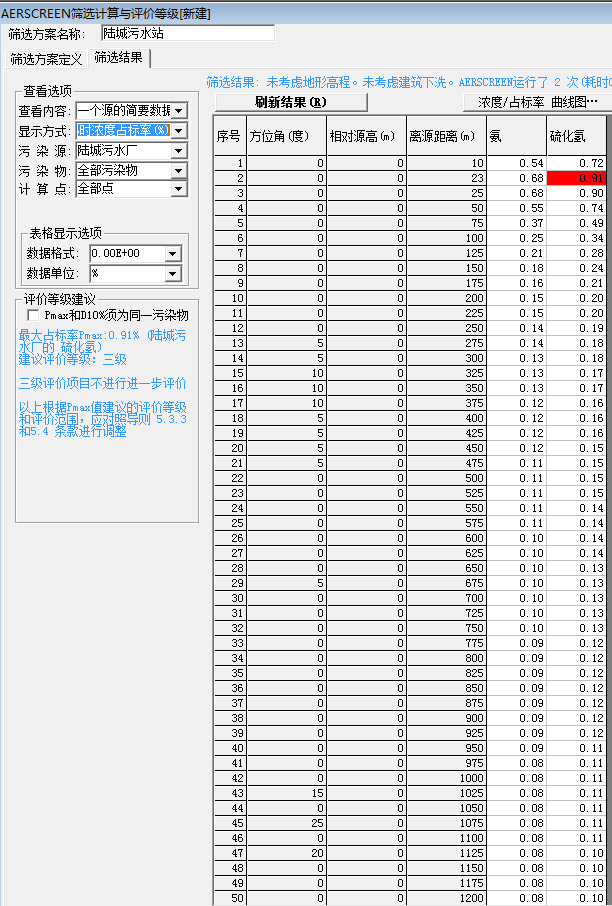 AERSCREEN筛选计算与评价等级[新建]
筛选方案名称: 陆城污水站
筛选方案定义 筛选结果
查看选项
查看内容: 一个源的简要数据
显示方式: 时浓度占标率(%)
污 染 源: 陆城污水厂
污 染 物: 全部污染物
计 算 点: 全部点
表格显示选项
数据格式: 0.00E+00
数据单位: %
评价等级建议
Pmax和D10%须为同一污染物
最大占标率Pmax:0.91% (陆城污
水厂的 硫化氢)
建议评价等级: 三级
三级评价项目不进行进一步评价
以上根据Pmax值建议的评价等级
和评价范围，应对照导则 5.3.3
和5.4 条款进行调整
筛选结果: 未考虑地形高程。未考虑建筑下洗。AERSCREEN运行了 2 次(耗时
刷新结果(R) 浓度/占标率 曲线图…
序号 方位角(度) 相对源高(m) 离源距离(m) 氨 硫化氢
1 0 0 10 0.54 0.72
2 0 0 23 0.68 0.91
3 0 0 25 0.68 0.90
4 0 0 50 0.55 0.74
5 0 0 75 0.37 0.49
6 0 0 100 0.25 0.34
7 0 0 125 0.21 0.28
8 0 0 150 0.18 0.24
9 0 0 175 0.16 0.21
10 0 0 200 0.15 0.20
11 0 0 225 0.15 0.20
12 0 0 250 0.14 0.19
13 5 0 275 0.14 0.18
14 5 0 300 0.13 0.18
15 10 0 325 0.13 0.17
16 10 0 350 0.13 0.17
17 10 0 375 0.12 0.16
18 5 0 400 0.12 0.16
19 5 0 425 0.12 0.16
20 5 0 450 0.12 0.15
21 5 0 475 0.11 0.15
22 0 0 500 0.11 0.15
23 0 0 525 0.11 0.15
24 0 0 550 0.11 0.14
25 0 0 575 0.11 0.14
26 0 0 600 0.10 0.14
27 0 0 625 0.10 0.14
28 0 0 650 0.10 0.13
29 5 0 675 0.10 0.13
30 0 0 700 0.10 0.13
31 0 0 725 0.10 0.13
32 0 0 750 0.10 0.13
33 0 0 775 0.09 0.12
34 0 0 800 0.09 0.12
35 0 0 825 0.09 0.12
36 0 0 850 0.09 0.12
37 0 0 875 0.09 0.12
38 0 0 900 0.09 0.12
39 0 0 925 0.09 0.12
40 0 0 950 0.09 0.11
41 0 0 975 0.08 0.11
42 0 0 1000 0.08 0.11
43 15 0 1025 0.08 0.11
44 0 0 1050 0.08 0.11
45 25 0 1075 0.08 0.11
46 0 0 1100 0.08 0.11
47 20 0 1125 0.08 0.10
48 0 0 1150 0.08 0.10
49 0 0 1175 0.08 0.10
50 0 0 1200 0.08 0.10